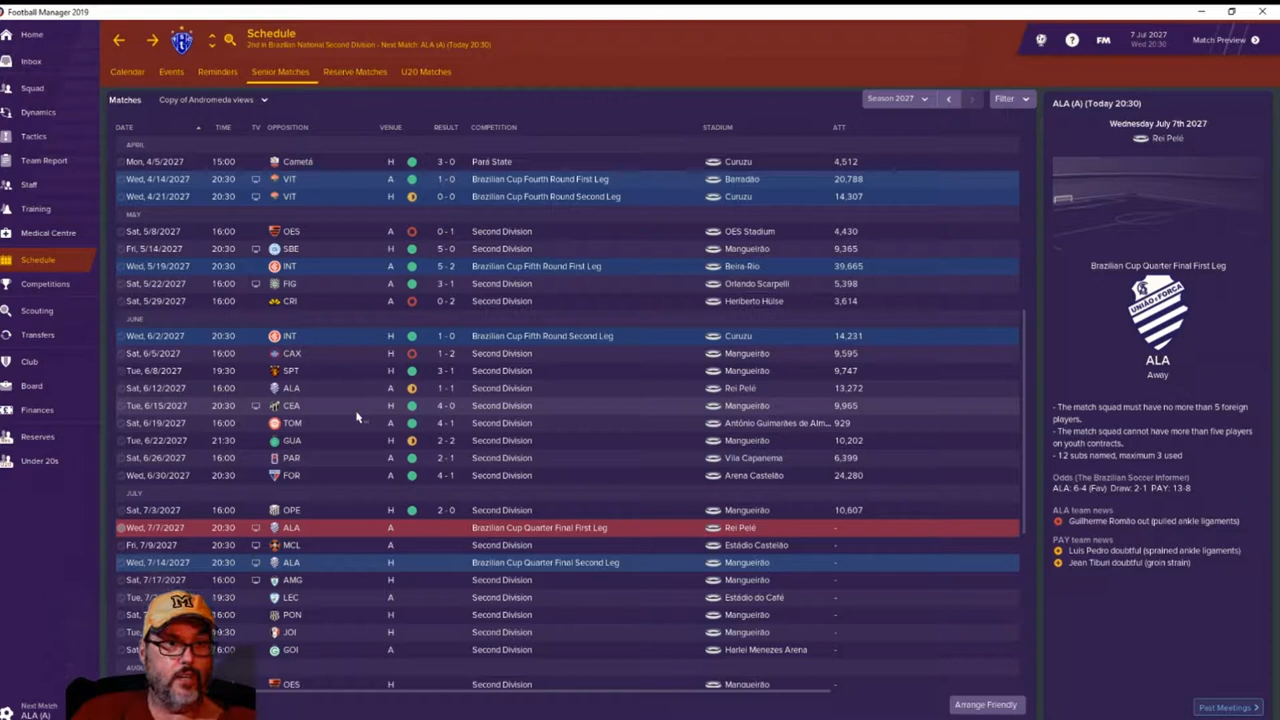 Football Manager 2019
Home
Inbox
Squad
Dynamics
Tactics
Team Report
Staff
Training
Medical Centre
Schedule
Competitions
Scouting
Transfers
Club
Board
Finances
Reserves
Under 20s
Next Match
ALA (A)
Schedule
2nd in Brazilian National Second Division - Next Match: ALA (A) (Today 20:30)
Calendar Events Reminders Senior Matches Reserve Matches U20 Matches
? FM 7 Jul 2027 Wed 20:30 Match Preview
Matches Copy of Andromeda views Season 2027 Filter
DATE TIME TV OPPOSITION VENUE RESULT COMPETITION STADIUM ATT
APRIL
Mon, 4/5/2027 15:00 Cametá H 3 - 0 Pará State Curuzu 4,512
Wed, 4/14/2027 20:30 VIT A 1 - 0 Brazilian Cup Fourth Round First Leg Barradão 20,788
Wed, 4/21/2027 20:30 VIT H 0 - 0 Brazilian Cup Fourth Round Second Leg Curuzu 14,307
MAY
Sat, 5/8/2027 16:00 OES A 0 - 1 Second Division OES Stadium 4,430
Fri, 5/14/2027 20:30 SBE H 5 - 0 Second Division Mangueirão 9,365
Wed, 5/19/2027 20:30 INT A 5 - 2 Brazilian Cup Fifth Round First Leg Beira-Rio 39,665
Sat, 5/22/2027 16:00 FIG A 3 - 1 Second Division Orlando Scarpelli 5,398
Sat, 5/29/2027 16:00 CRI A 0 - 2 Second Division Heriberto Hülse 3,614
JUNE
Wed, 6/2/2027 20:30 INT H 1 - 0 Brazilian Cup Fifth Round Second Leg Curuzu 14,231
Sat, 6/5/2027 16:00 CAX H 1 - 2 Second Division Mangueirão 9,595
Tue, 6/8/2027 19:30 SPT H 3 - 1 Second Division Mangueirão 9,747
Sat, 6/12/2027 16:00 ALA A 1 - 1 Second Division Rei Pelé 13,272
Tue, 6/15/2027 20:30 CEA H 4 - 0 Second Division Mangueirão 9,965
Sat, 6/19/2027 16:00 TOM A 4 - 1 Second Division Antônio Guimarães de Alm... 929
Tue, 6/22/2027 21:30 GUA H 2 - 2 Second Division Mangueirão 10,202
Sat, 6/26/2027 16:00 PAR A 2 - 1 Second Division Vila Capanema 6,399
Wed, 6/30/2027 20:30 FOR A 4 - 1 Second Division Arena Castelão 24,280
JULY
Sat, 7/3/2027 16:00 OPE H 2 - 0 Second Division Mangueirão 10,607
Wed, 7/7/2027 20:30 ALA A Brazilian Cup Quarter Final First Leg Rei Pelé -
Fri, 7/9/2027 20:30 MCL A Second Division Estádio Castelão -
Wed, 7/14/2027 20:30 ALA H Brazilian Cup Quarter Final Second Leg Mangueirão -
Sat, 7/17/2027 16:00 AMG H Second Division Mangueirão -
Tue, 7 19:30 LEC A Second Division Estádio do Café -
Sat, 16:00 PON H Second Division Mangueirão -
Tue, 19:30 JOI H Second Division Mangueirão -
Sat, 16:00 GOI A Second Division Harlei Menezes Arena -
AUGU
OES H Second Division Mangueirão -
Arrange Friendly
ALA (A) (Today 20:30)
Wednesday July 7th 2027
Rei Pelé
Brazilian Cup Quarter Final First Leg
UNIÃO E FORÇA
ALA
Away
- The match squad must have no more than 5 foreign
players.
- The match squad cannot have more than five players
on youth contracts.
- 12 subs named, maximum 3 used
Odds (The Brazilian Soccer Informer)
ALA: 6-4 (Fav) Draw: 2-1 PAY: 13-8
ALA team news
Guilherme Romão out (pulled ankle ligaments)
PAY team news
Luis Pedro doubtful (sprained ankle ligaments)
Jean Tiburi doubtful (groin strain)
Past Meetings
M